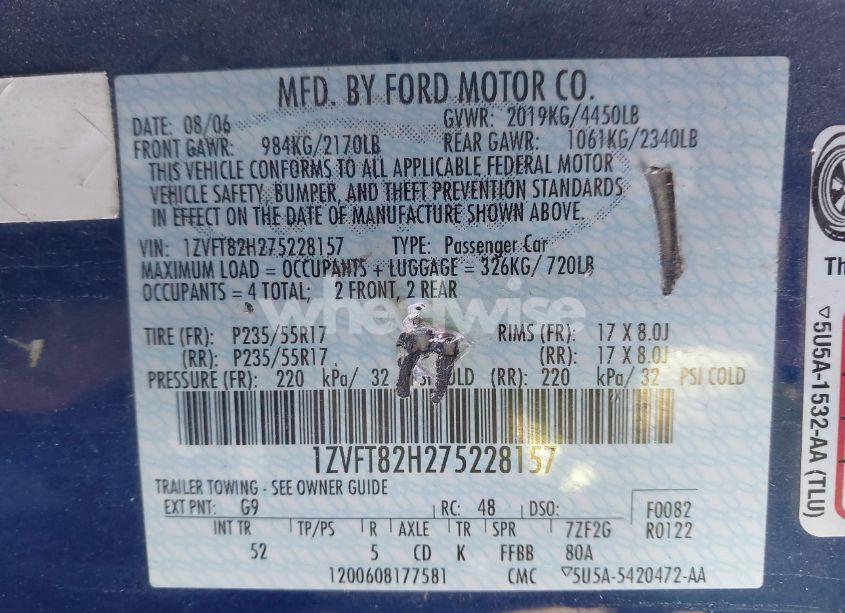 MFD. BY FORD MOTOR CO.
DATE: 08/06 GVWR: 2019KG/4450LB
FRONT GAWR: 984KG/2170LB REAR GAWR: 1061KG/2340LB
THIS VEHICLE CONFORMS TO ALL APPLICABLE FEDERAL MOTOR
VEHICLE SAFETY, BUMPER, AND THEFT PREVENTION STANDARDS
IN EFFECT ON THE DATE OF MANUFACTURE SHOWN ABOVE.
VIN: 1ZVFT82H275228157 TYPE: Passenger Car
MAXIMUM LOAD = OCCUPANTS + LUGGAGE = 326KG/ 720LB
OCCUPANTS = 4 TOTAL; 2 FRONT, 2 REAR
wheelwise
TIRE (FR): P235/55R17 RIMS (FR): 17 X 8.0J
(RR): P235/55R17 (RR): 17 X 8.0J
PRESSURE (FR): 220 kPa/ 32 PSI COLD (RR): 220 kPa/ 32 PSI COLD
1ZVFT82H275228157
TRAILER TOWING - SEE OWNER GUIDE
EXT PNT: G9 RC: 48 DSO: F0082
INT TR TP/PS R AXLE TR SPR 7ZF2G R0122
52 5 CD K FFBB 80A
1200608177581 CMC ▽5U5A-5420472-AA
Th
▽5U5A-1532-AA (TLU)